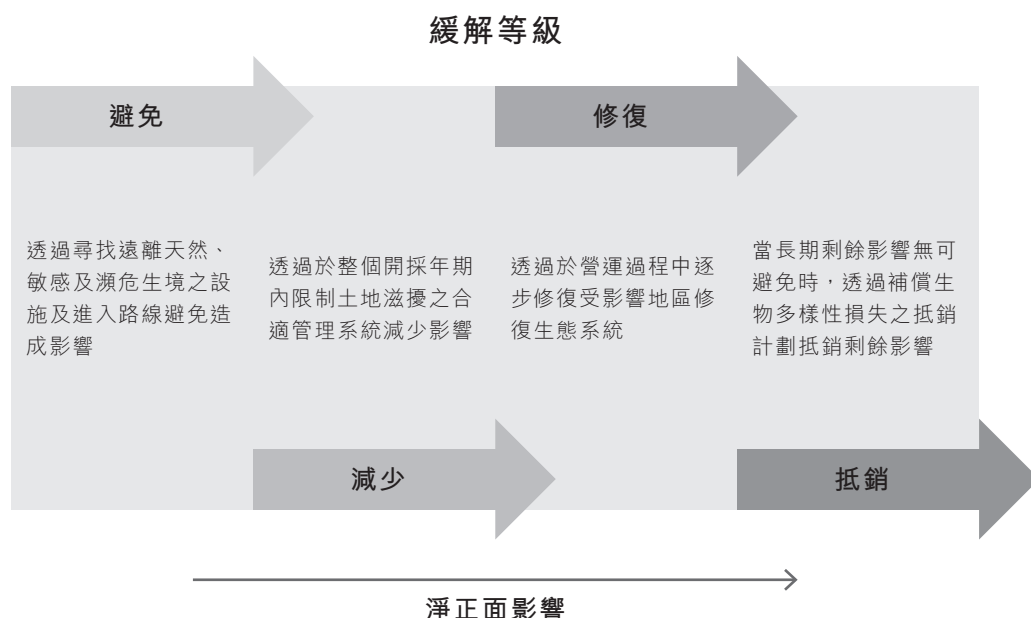 緩解等級
避免
修復
透過尋找遠離天然、
敏感及瀕危生境之設
施及進入路線避免造
成影響
透過於整個開採年期
內限制土地滋擾之合
適管理系統減少影響
透過於營運過程中逐
步修復受影響地區修
復生態系統
當長期剩餘影響無可
避免時，透過補償生
物多樣性損失之抵銷
計劃抵銷剩餘影響
減少
抵銷
淨正面影響